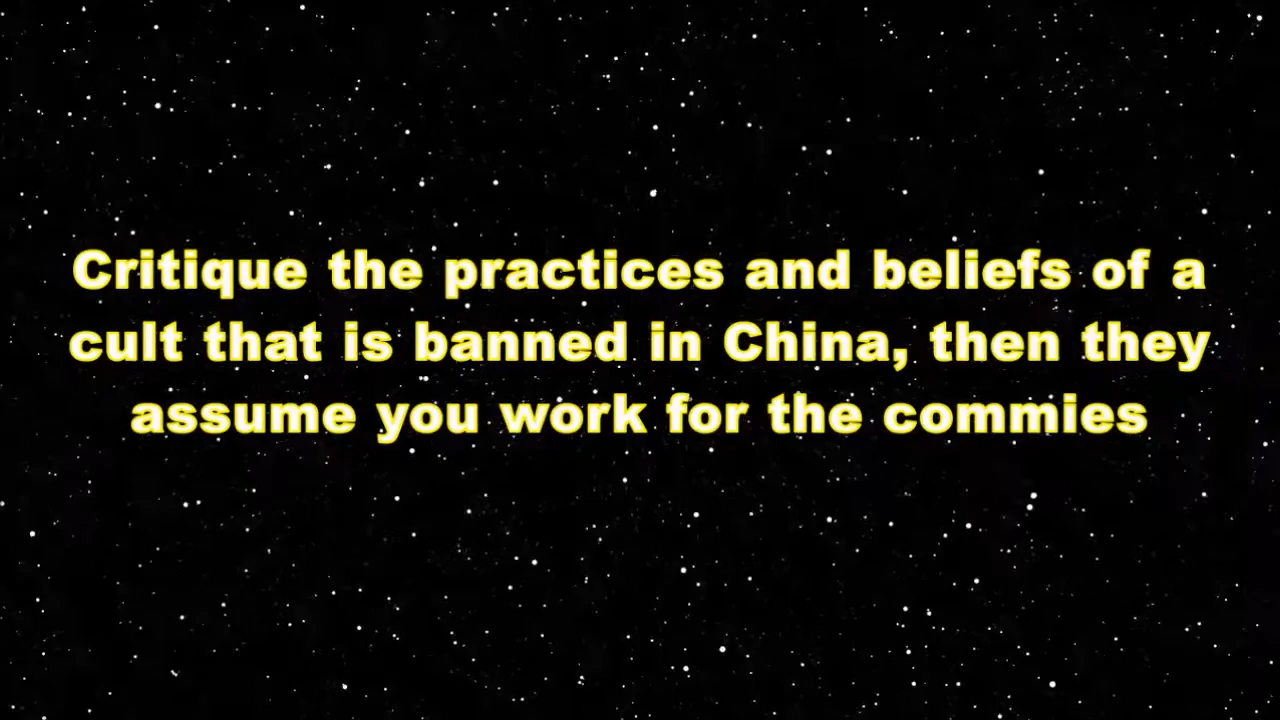 Critique the practices and beliefs of a
cult that is banned in China, then they
assume you work for the commies